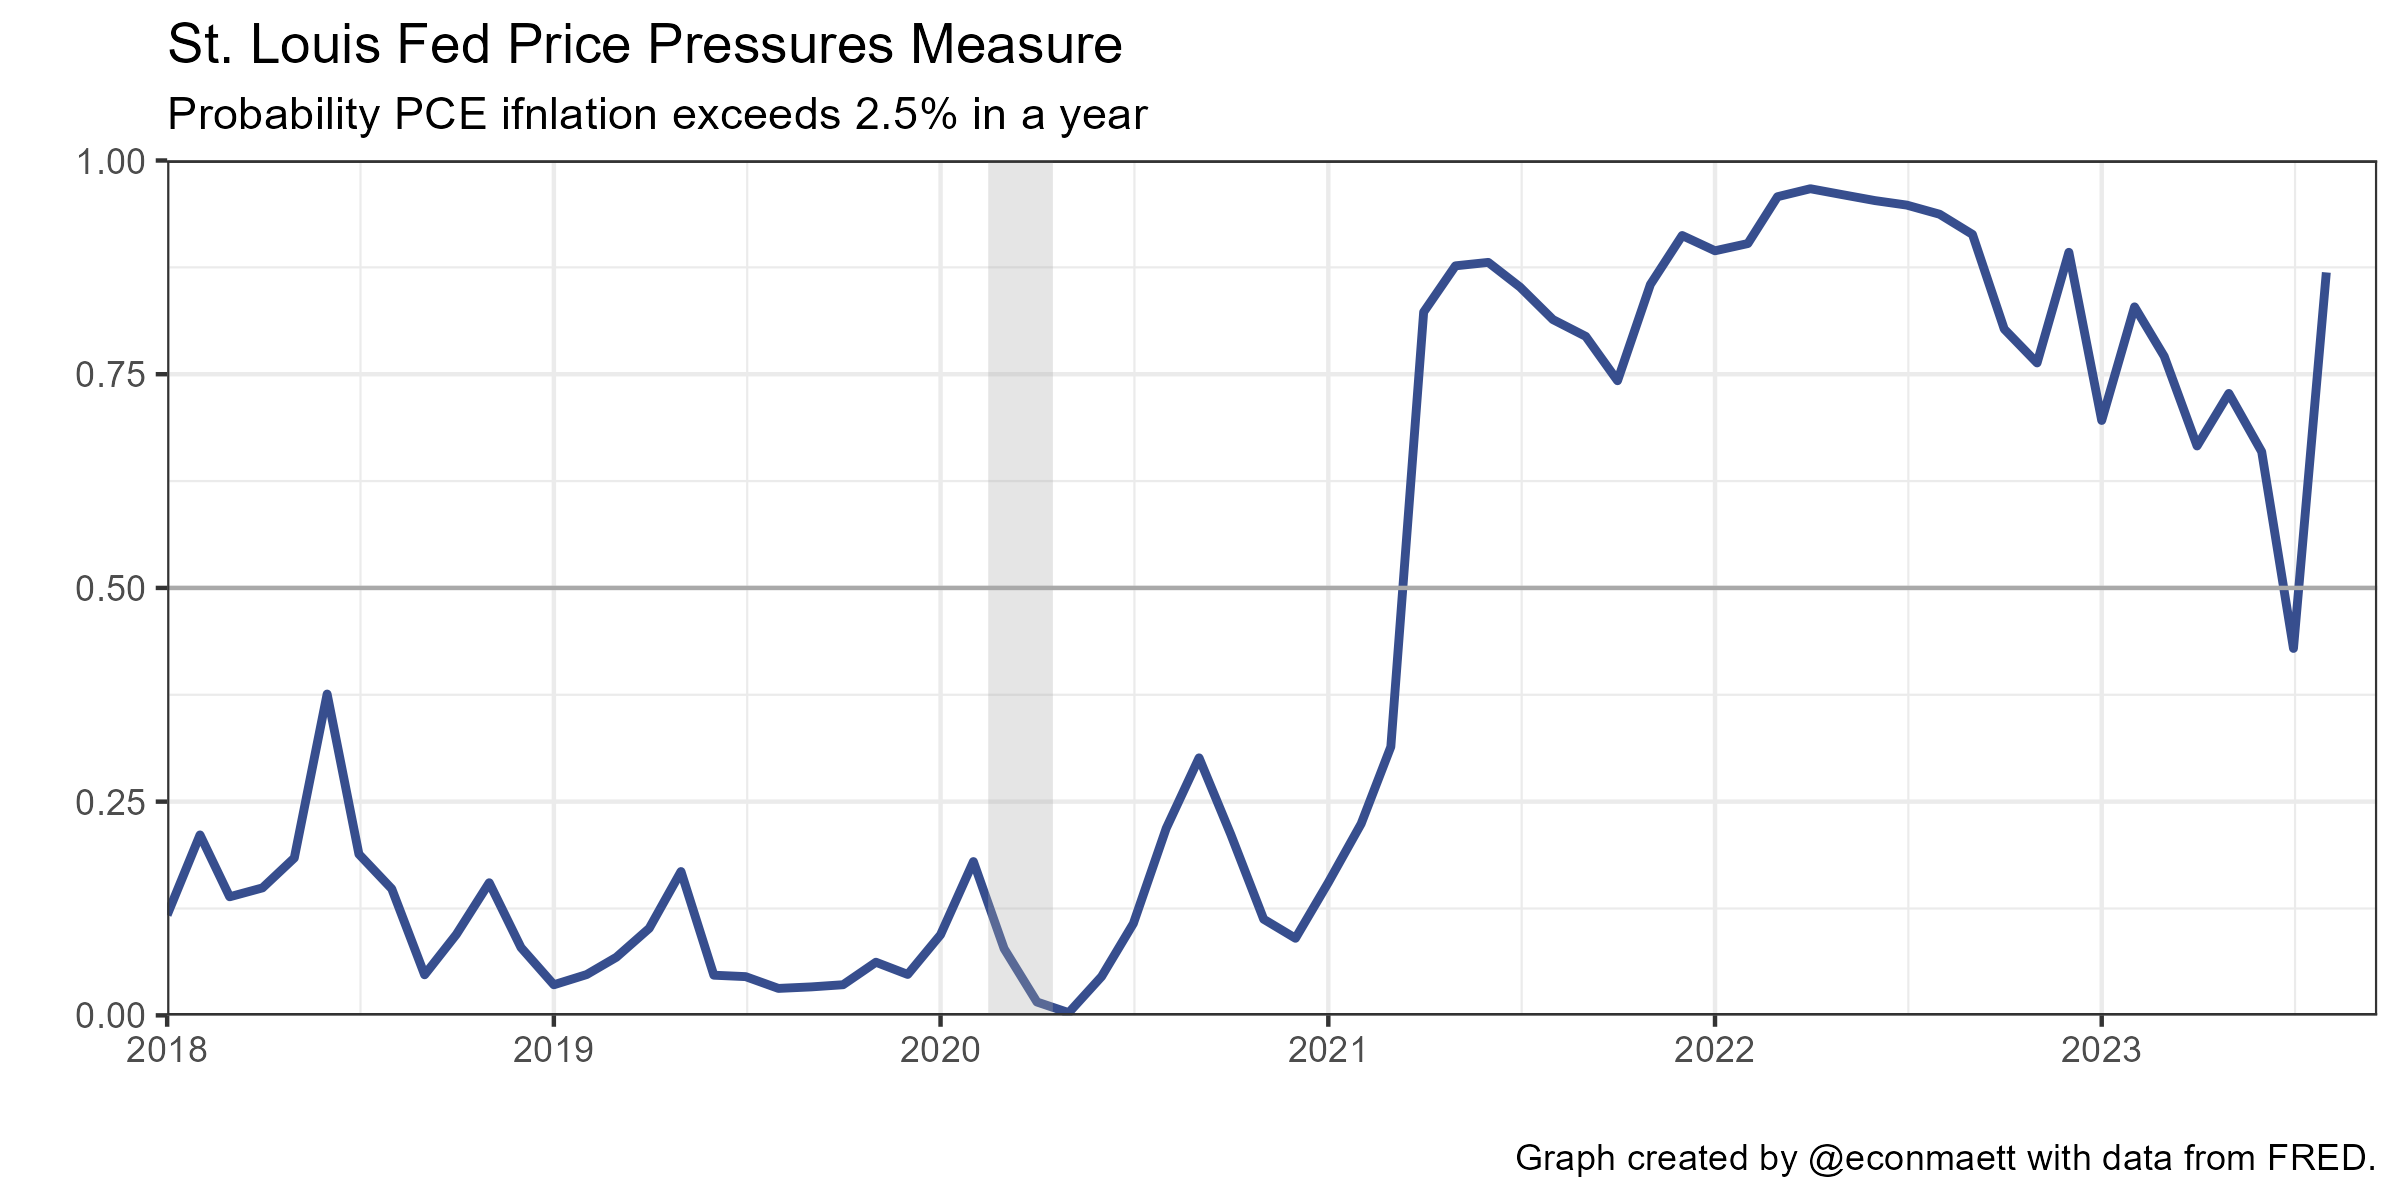 St. Louis Fed Price Pressures Measure
Probability PCE ifnlation exceeds 2.5% in a year
1.00
0.75
0.50
0.25
0.00
2018 2019 2020 2021 2022 2023
Graph created by @econmaett with data from FRED.